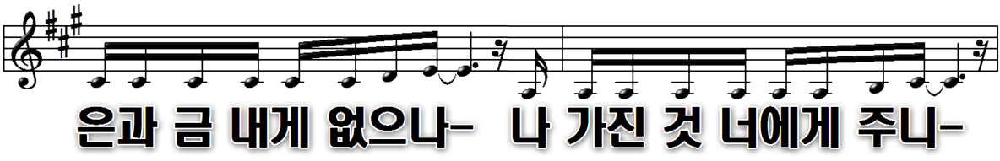 은과 금 내게 없으나- 나 가진 것 너에게 주니-